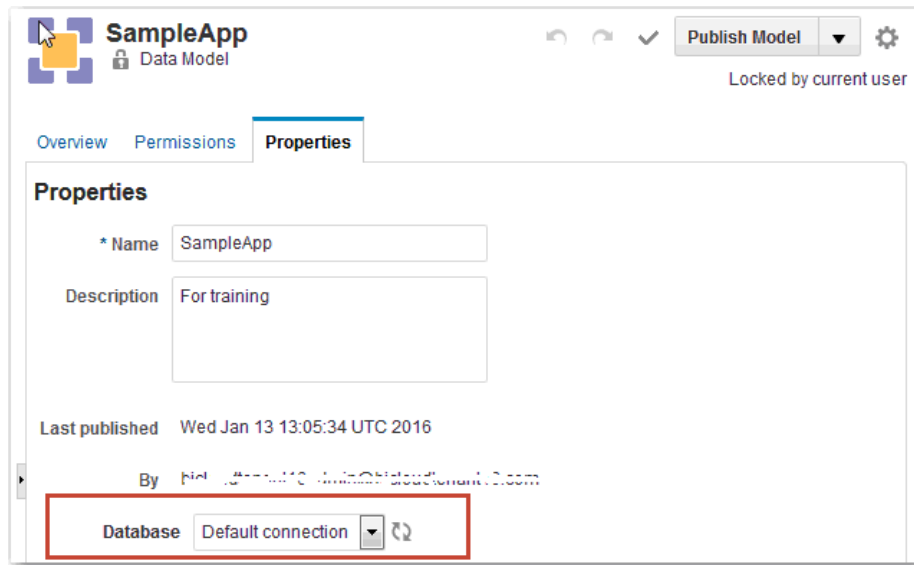 SampleApp
Data Model
Publish Model
Locked by current user
Overview Permissions Properties
Properties
* Name SampleApp
Description For training
Last published Wed Jan 13 13:05:34 UTC 2016
By
Database Default connection